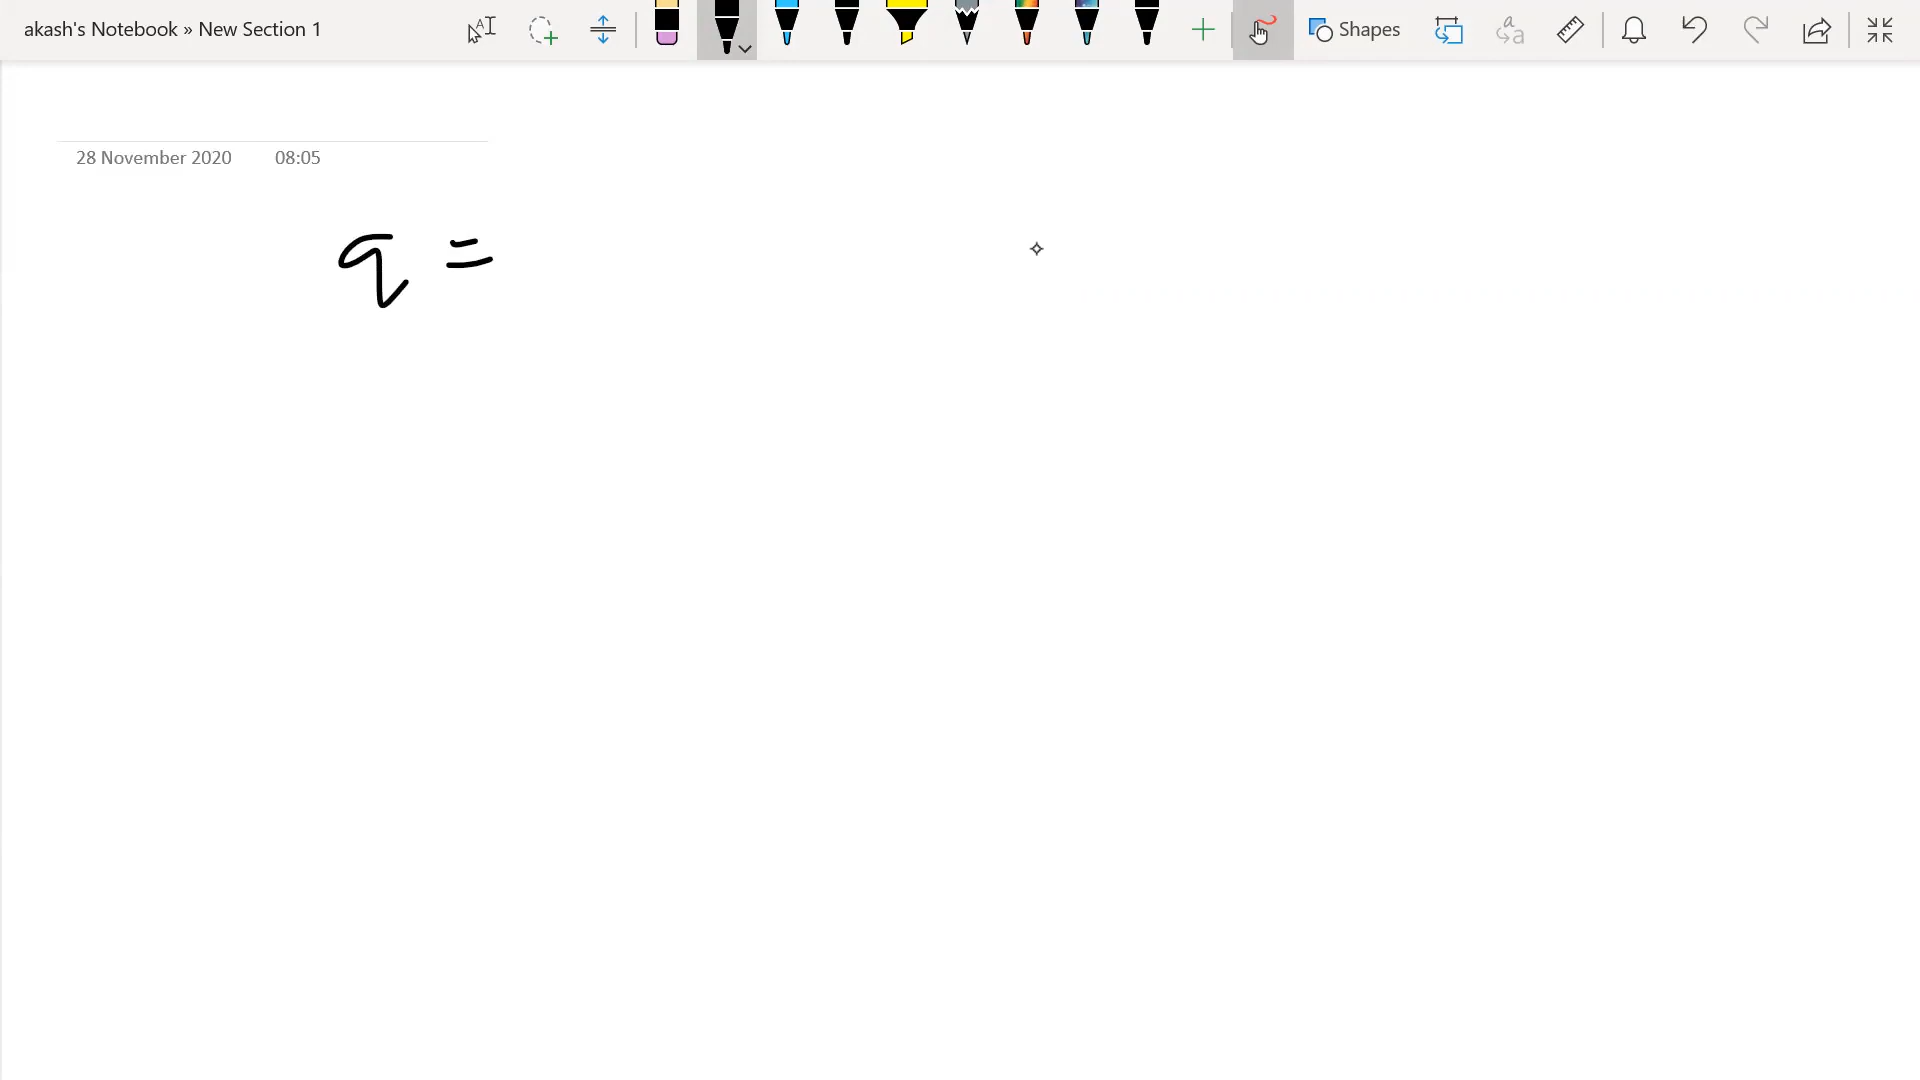 akash's Notebook » New Section 1
Shapes
28 November 2020 08:05
q =